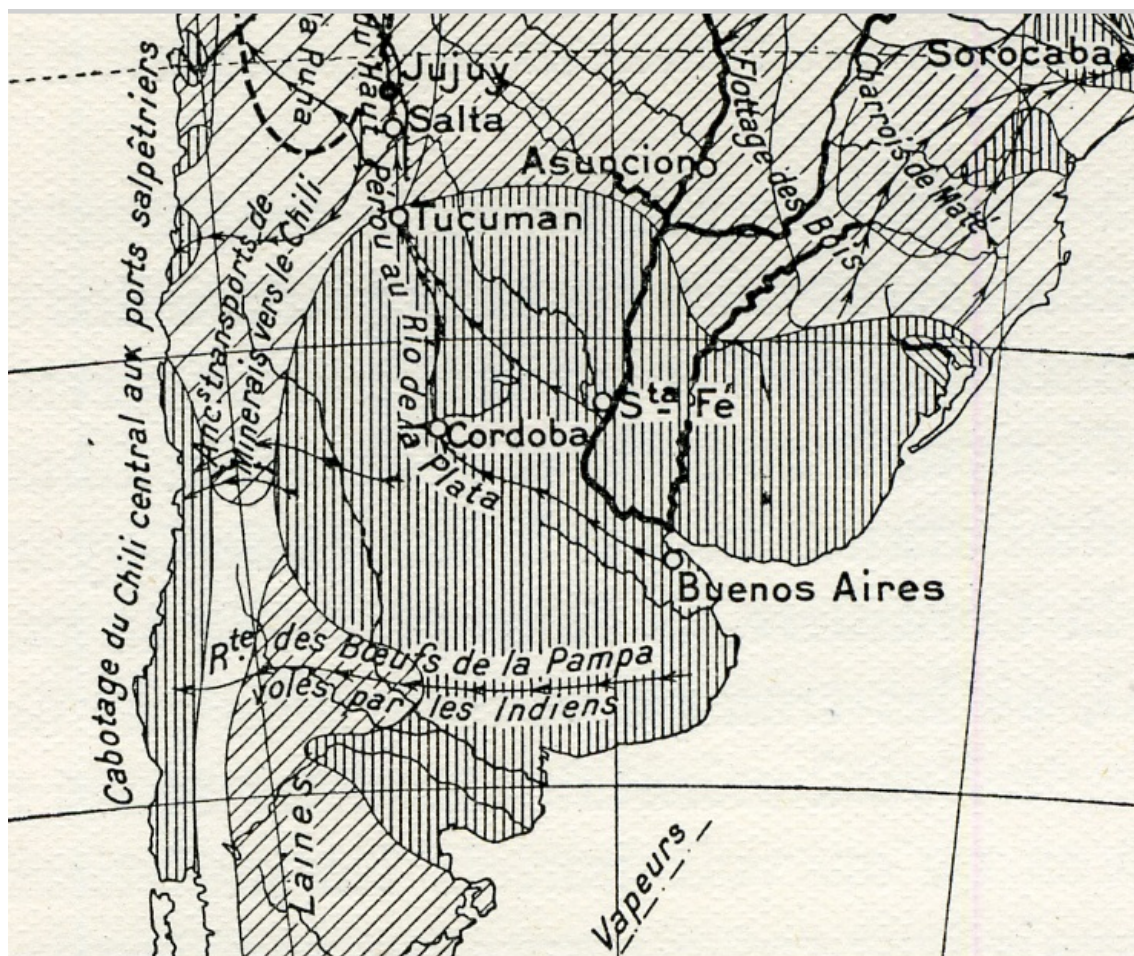 Cabotage du Chili central aux ports salpêtriers
la Puna
du Haut Pérou au Rio de la Plata
Jujuy
Salta
Tucuman
Asuncion
Flottage des Bois
Charrois de Maté
Sorocaba
Anc.s transports de
minerais vers le Chili
Cordoba
Sta Fé
Buenos Aires
Rte des Bœufs de la Pampa
volés par les Indiens
Laines
Vapeurs